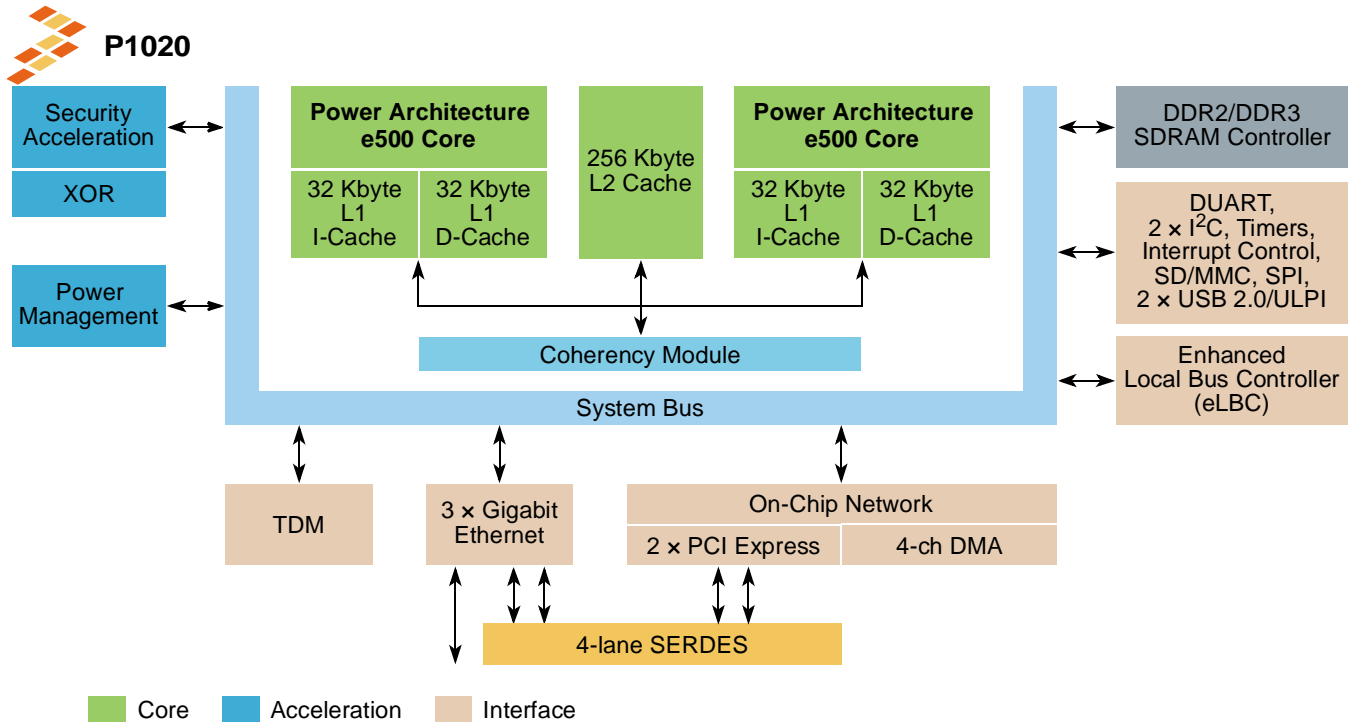 P1020
Security
Acceleration
XOR
Power
Management
Power Architecture
e500 Core
32 Kbyte
L1
I-Cache
32 Kbyte
L1
D-Cache
256 Kbyte
L2 Cache
Power Architecture
e500 Core
32 Kbyte
L1
I-Cache
32 Kbyte
L1
D-Cache
Coherency Module
System Bus
DDR2/DDR3
SDRAM Controller
DUART,
2 × I²C, Timers,
Interrupt Control,
SD/MMC, SPI,
2 × USB 2.0/ULPI
Enhanced
Local Bus Controller
(eLBC)
TDM
3 × Gigabit
Ethernet
On-Chip Network
2 × PCI Express
4-ch DMA
4-lane SERDES
Core
Acceleration
Interface